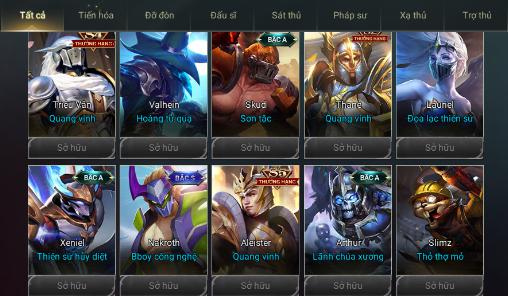 Tất cả Tiến hóa Đỡ đòn Đấu sĩ Sát thủ Pháp sư Xạ thủ Trợ thủ
THƯỜNG HẠNG BẬC A THƯỜNG HẠNG
Triệu Vân Valhein Skud Thane Lauriel
Quang vinh Hoàng tử quạ Sơn tặc Quang vinh Đọa lạc thiên sứ
Sở hữu Sở hữu Sở hữu Sở hữu Sở hữu
BẬC A BẬC S S5 BẬC A
THƯỜNG HẠNG
Xeniel Nakroth Aleister Arthur Slimz
Thiên sứ hủy diệt Bboy công nghệ Quang vinh Lãnh chúa xương Thỏ thợ mỏ
Sở hữu Sở hữu Sở hữu Sở hữu Sở hữu